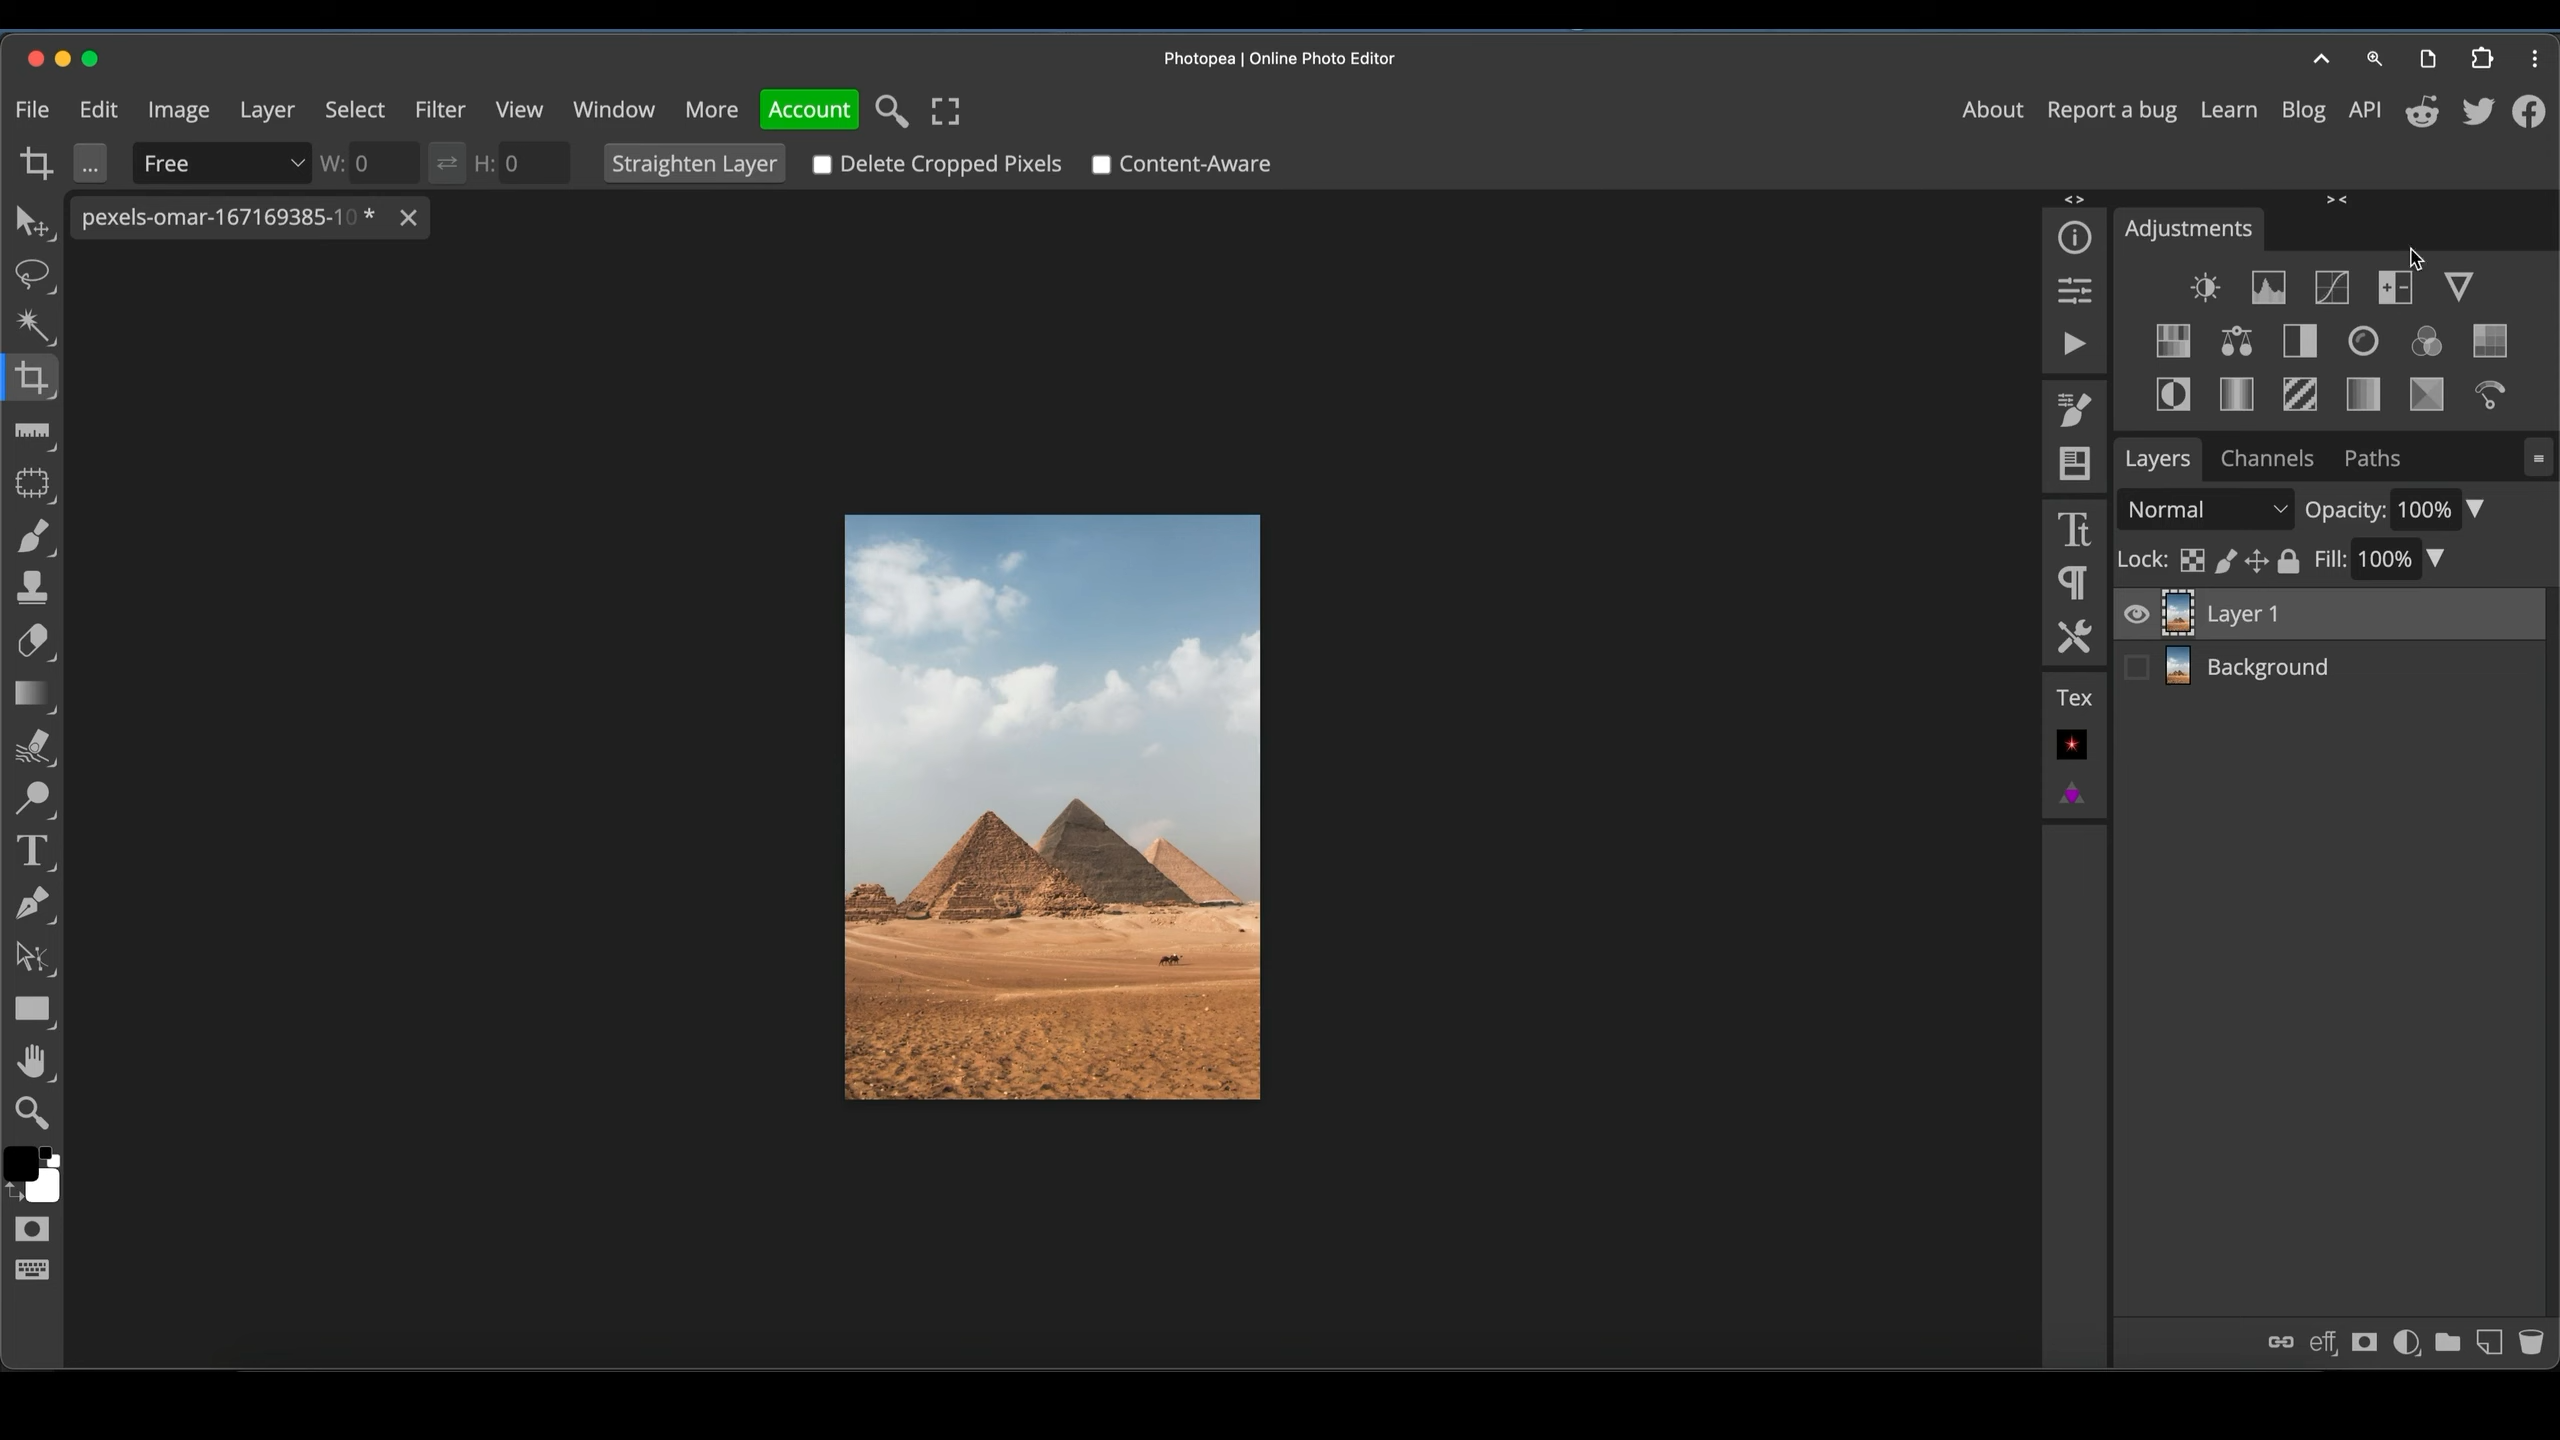 Photopea | Online Photo Editor
File Edit Image Layer Select Filter View Window More Account About Report a bug Learn Blog API
... Free W: 0 H: 0 Straighten Layer Delete Cropped Pixels Content-Aware
pexels-omar-167169385-10 *
Adjustments
Layers Channels Paths
Normal Opacity: 100%
Lock: Fill: 100%
Layer 1
Background
Tex
eff